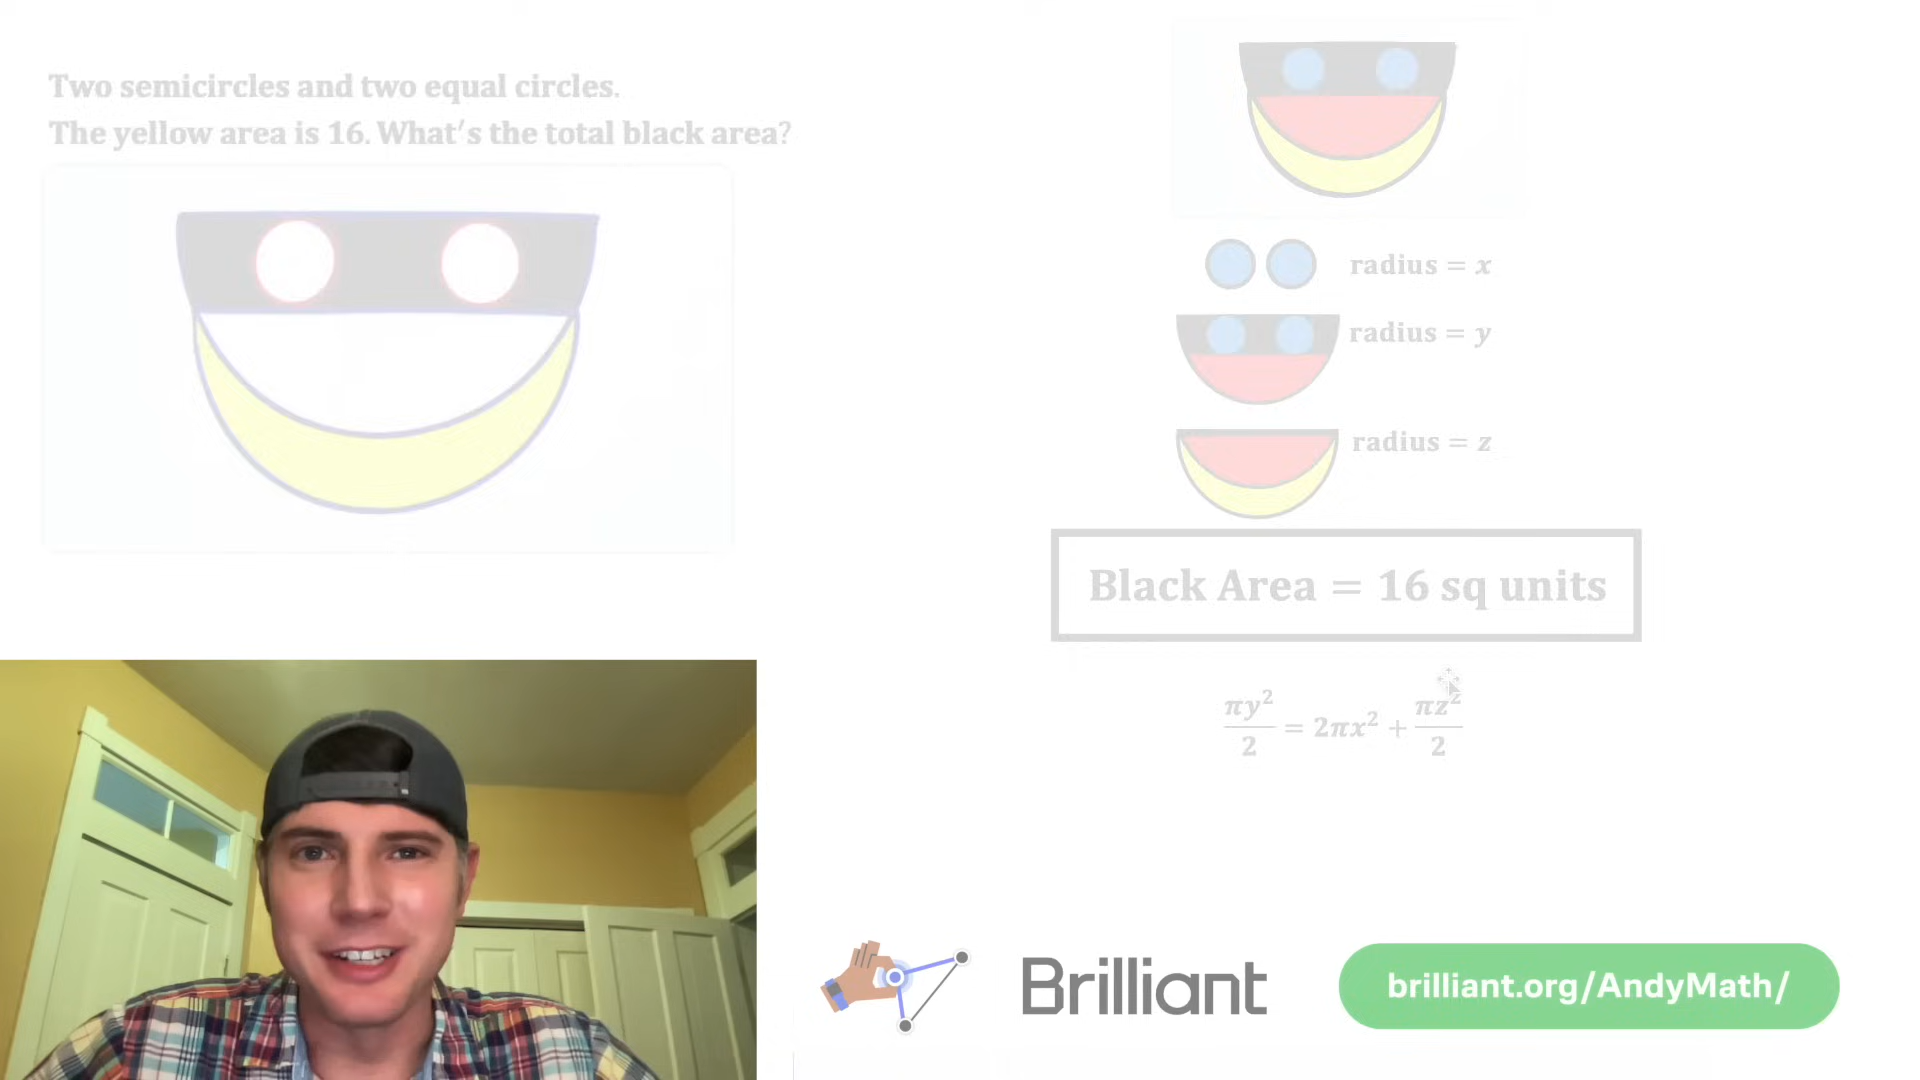 Two semicircles and two equal circles.
The yellow area is 16. What's the total black area?
radius = x
radius = y
radius = z
Black Area = 16 sq units
πy²/2 = 2πx² + πz²/2
Brilliant
brilliant.org/AndyMath/